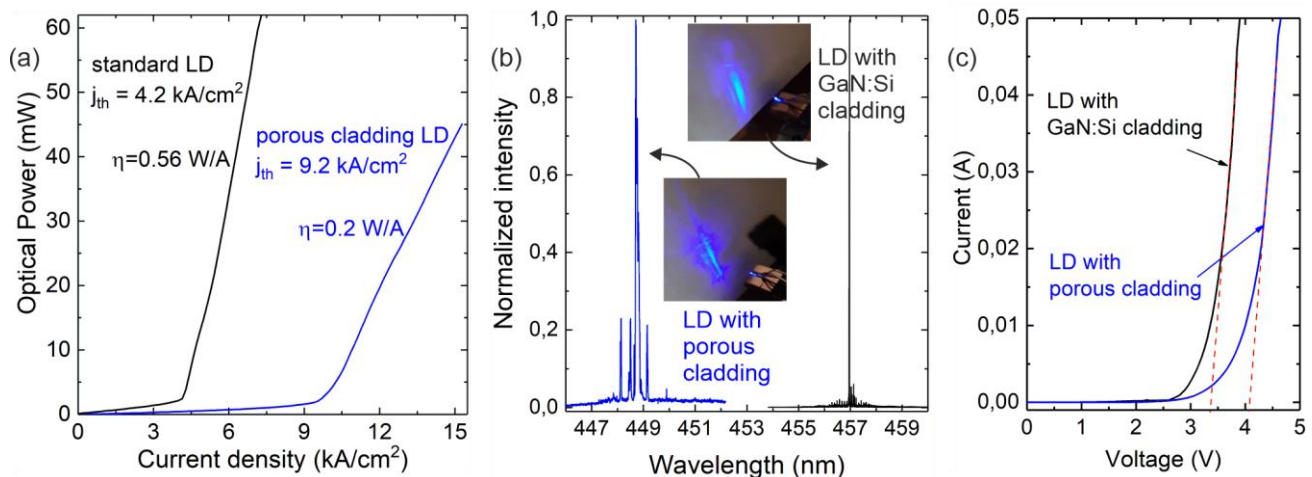 (a)
60
50
40
30
20
10
0
Optical Power (mW)
standard LD
jth = 4.2 kA/cm²
η=0.56 W/A
porous cladding LD
jth = 9.2 kA/cm²
η=0.2 W/A
0 3 6 9 12 15
Current density (kA/cm²)
(b)
1.0
0.8
0.6
0.4
0.2
0,0
Normalized intensity
LD with
GaN:Si
cladding
LD with
porous
cladding
447 449 451 453 455 457 459
Wavelength (nm)
(c)
0,05
0,04
0,03
0,02
0,01
0,00
Current (A)
LD with
GaN:Si cladding
LD with
porous cladding
0 1 2 3 4 5
Voltage (V)